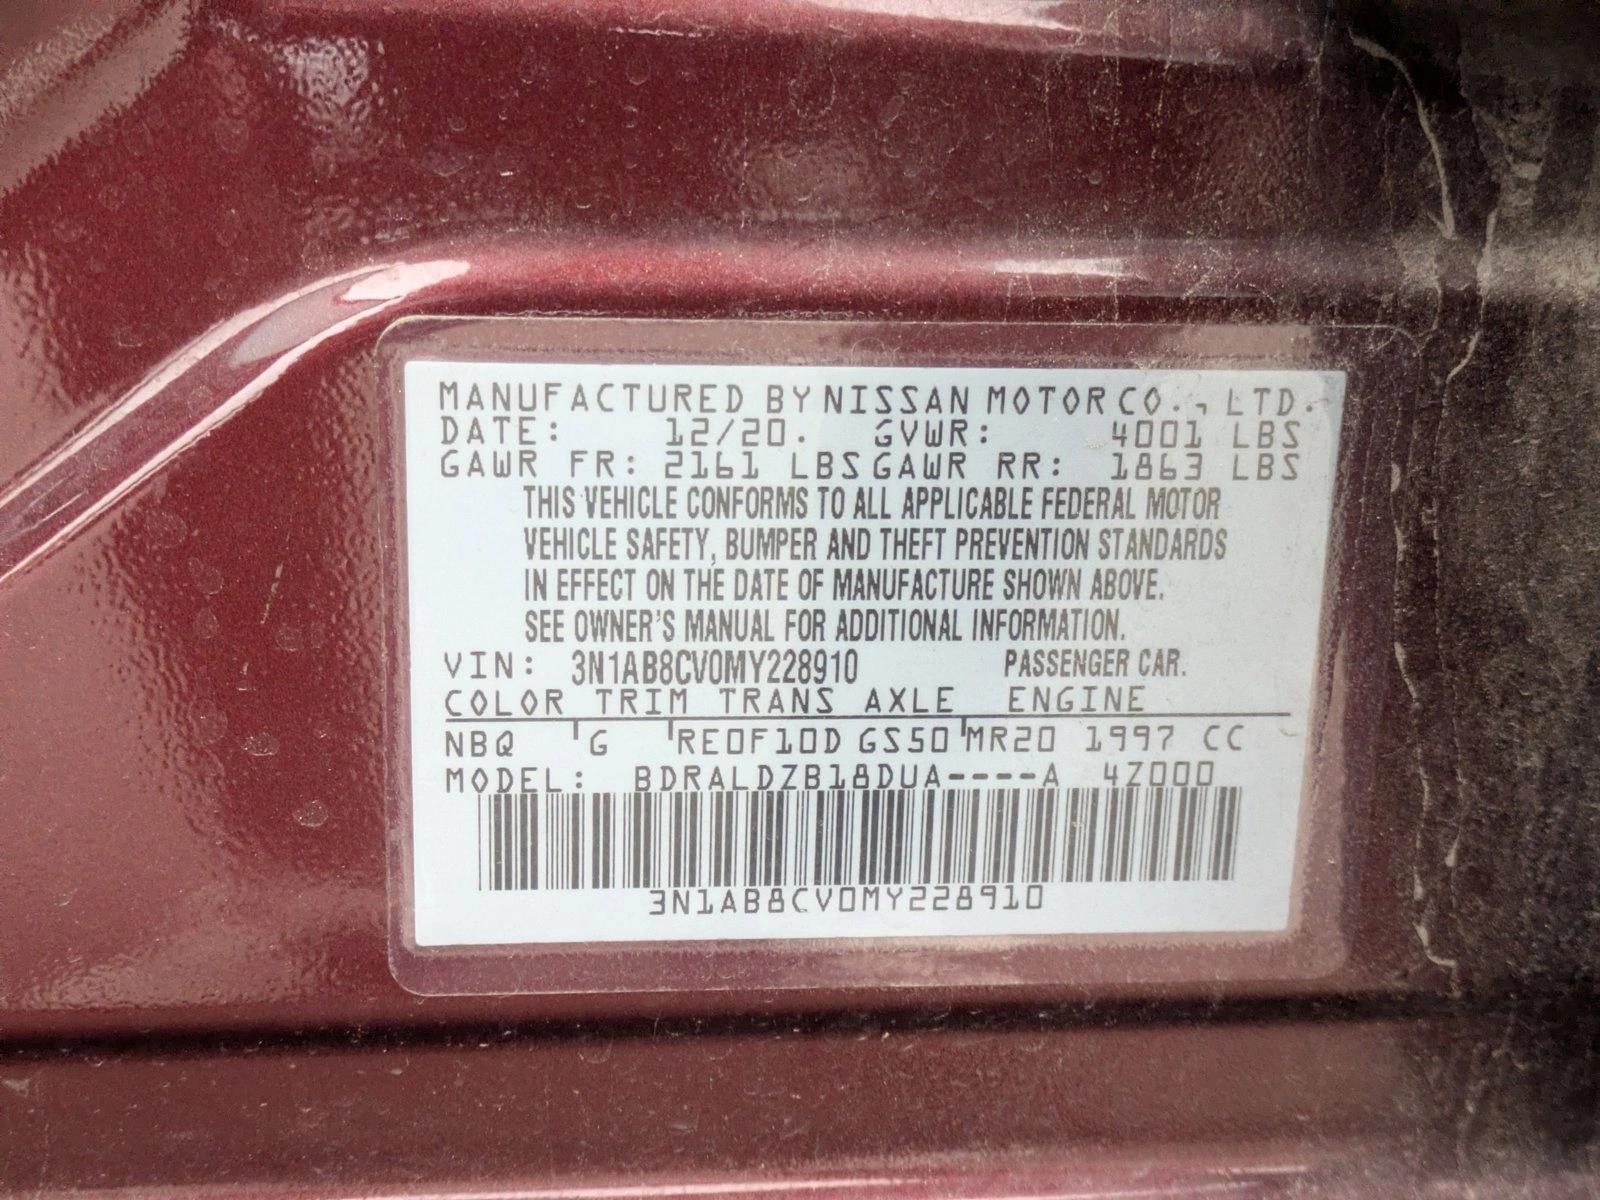 MANUFACTURED BY NISSAN MOTOR CO., LTD.
DATE: 12/20. GVWR: 4001 LBS
GAWR FR: 2161 LBS GAWR RR: 1863 LBS
THIS VEHICLE CONFORMS TO ALL APPLICABLE FEDERAL MOTOR
VEHICLE SAFETY, BUMPER AND THEFT PREVENTION STANDARDS
IN EFFECT ON THE DATE OF MANUFACTURE SHOWN ABOVE.
SEE OWNER'S MANUAL FOR ADDITIONAL INFORMATION.
VIN: 3N1AB8CV0MY228910 PASSENGER CAR.
COLOR TRIM TRANS AXLE ENGINE
NBQ G RE0F10D GS50 MR20 1997 CC
MODEL: BDRALDZB18DUA----A 4Z000
3N1AB8CV0MY228910